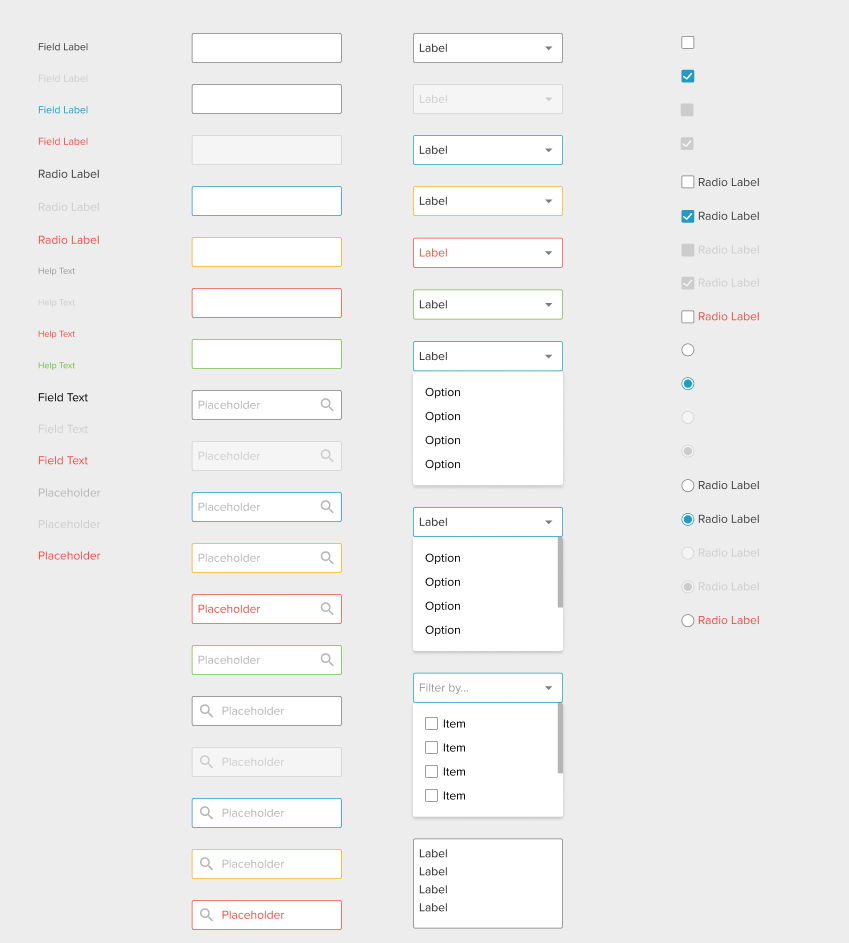 Field Label
Field Label
Field Label
Field Label
Radio Label
Radio Label
Radio Label
Help Text
Help Text
Help Text
Help Text
Field Text
Field Text
Field Text
Placeholder
Placeholder
Placeholder
Placeholder
Placeholder
Placeholder
Placeholder
Placeholder
Placeholder
Placeholder
Placeholder
Placeholder
Placeholder
Placeholder
Label
Label
Label
Label
Label
Label
Label
Option
Option
Option
Option
Label
Option
Option
Option
Option
Filter by...
Item
Item
Item
Item
Label
Label
Label
Label
Radio Label
Radio Label
Radio Label
Radio Label
Radio Label
Radio Label
Radio Label
Radio Label
Radio Label
Radio Label